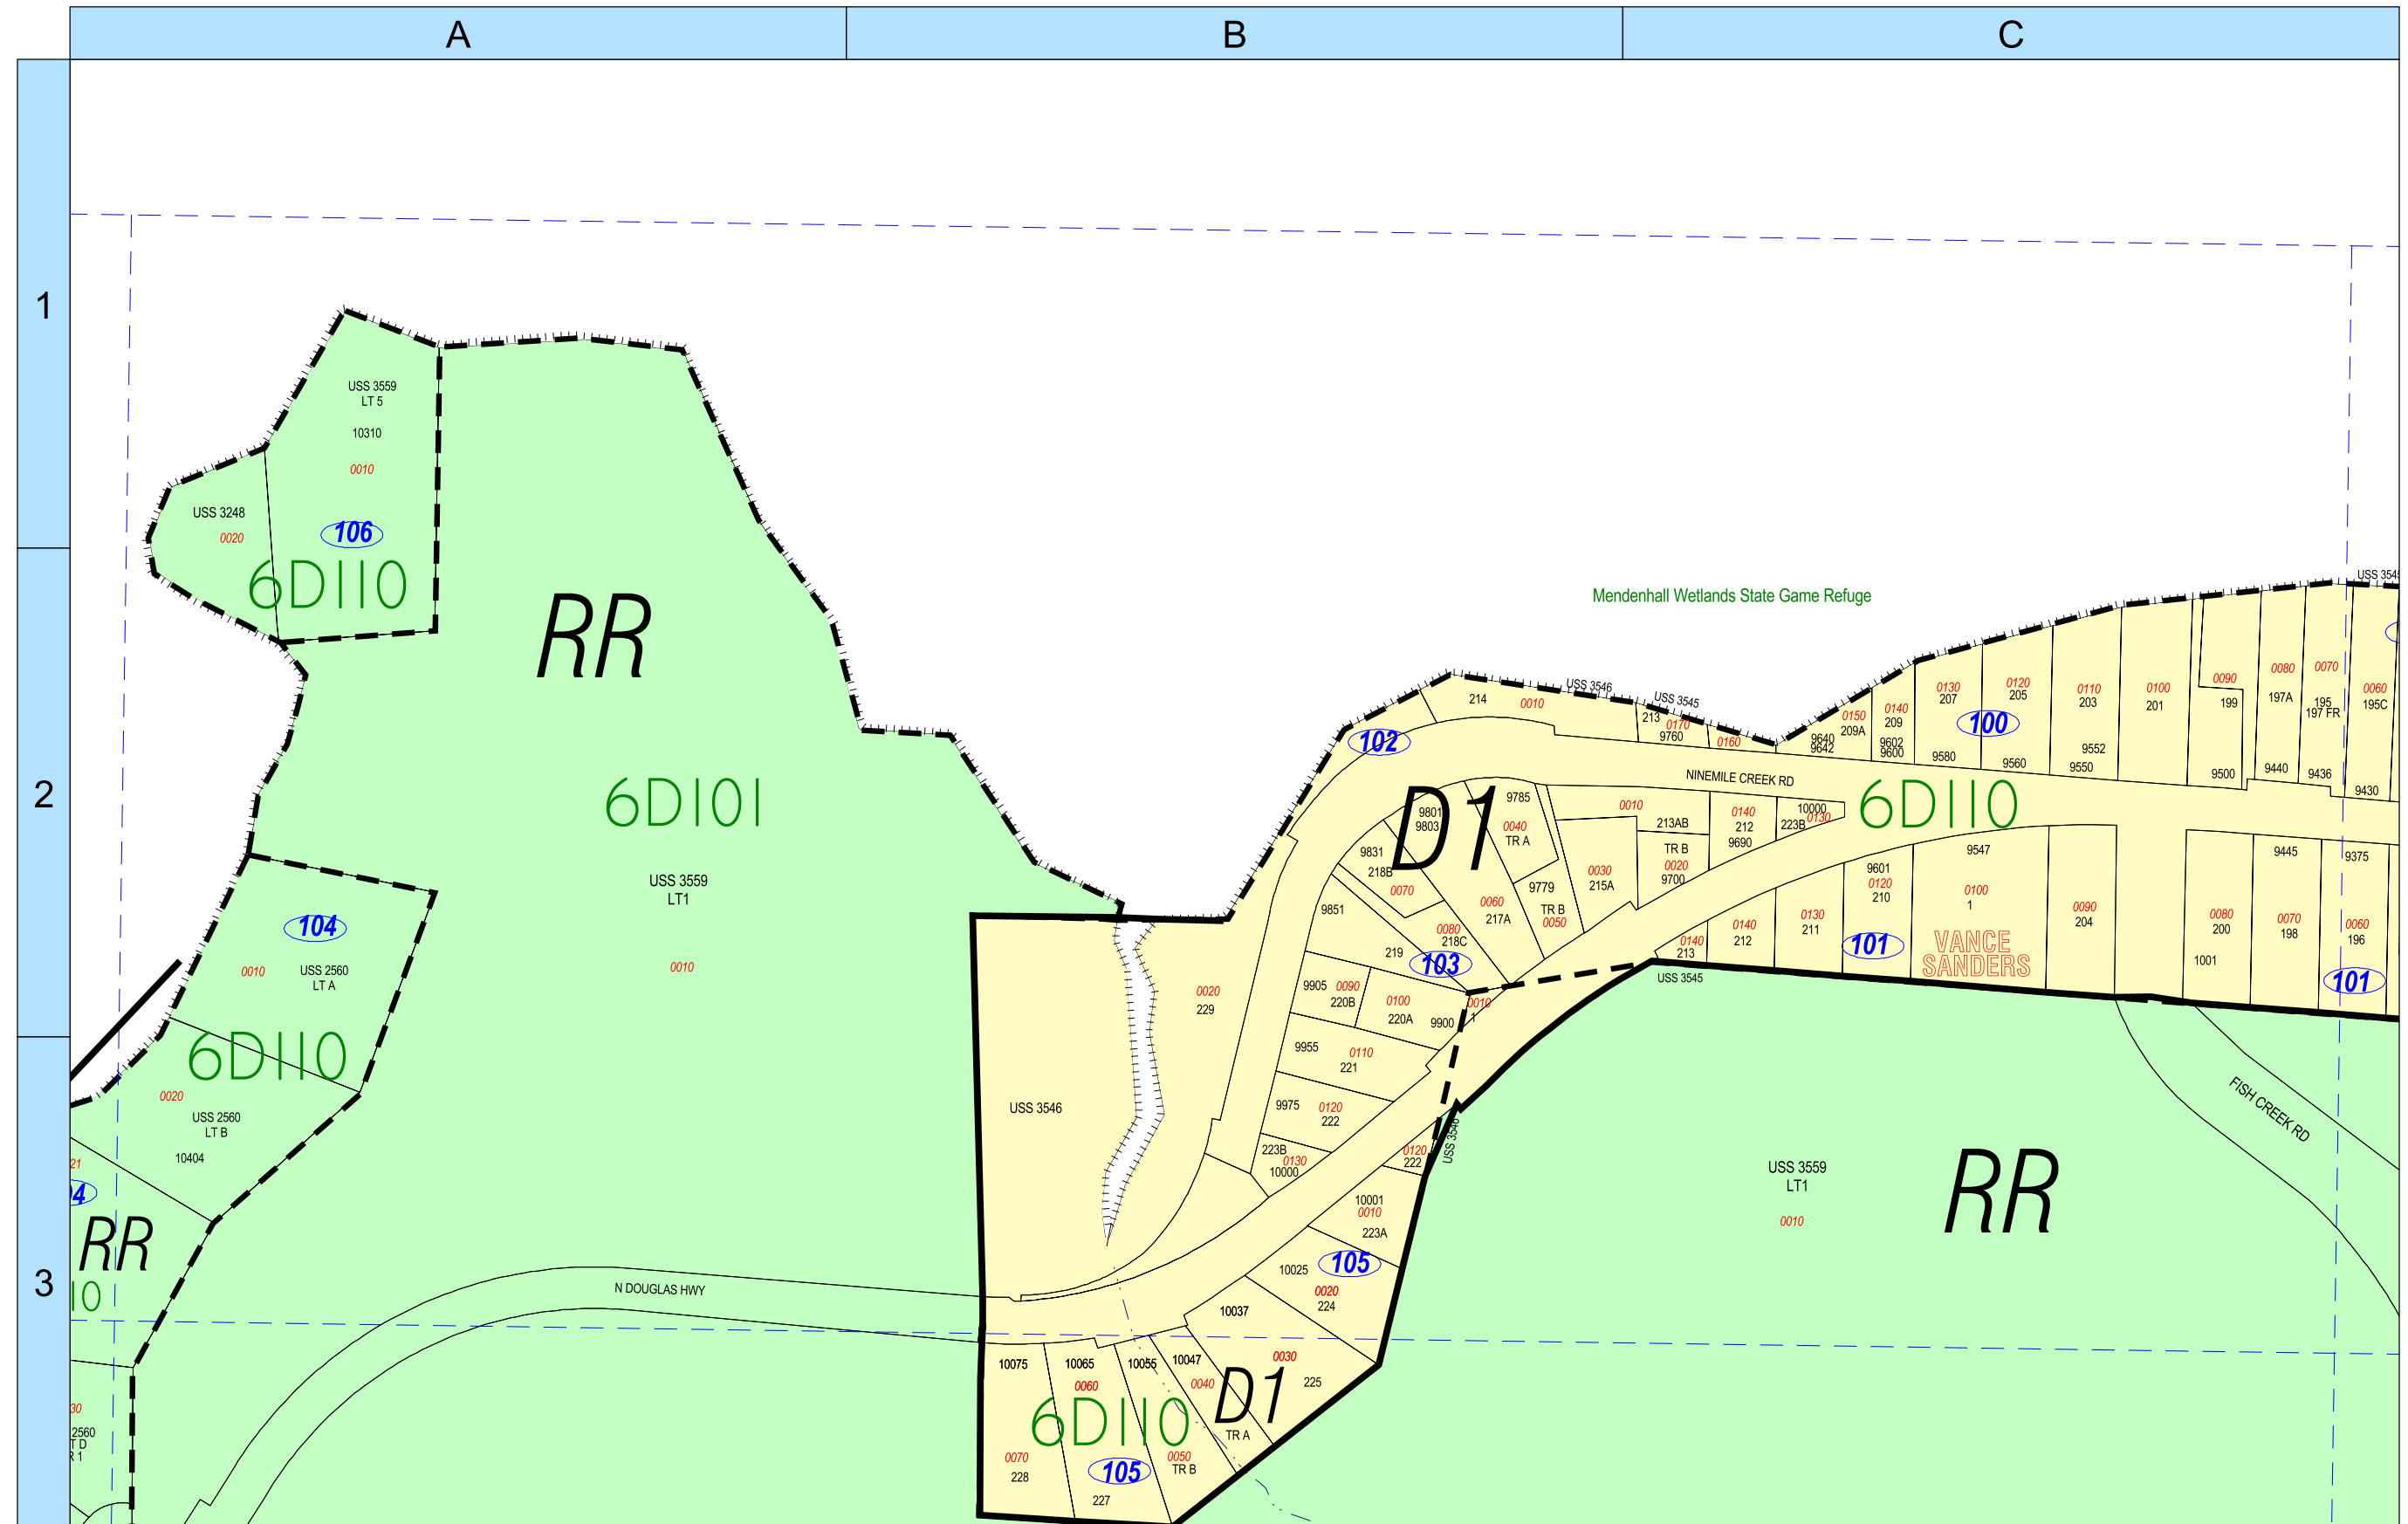 A
B
C
1
2
3
USS 3559
LT 5
10310
0010
USS 3248
0020
106
6D110
RR
6D101
USS 3559
LT1
0010
104
0010
USS 2560
LT A
6D110
0020
USS 2560
LT B
10404
21
04
RR
10
30
2560
T D
R 1
N DOUGLAS HWY
Mendenhall Wetlands State Game Refuge
USS 3546
USS 3545
USS 3545
214
0010
102
213
0170
9760
0160
9640
9642
0150
209A
0140
209
9602
9600
0130
207
9580
0120
205
9560
100
0110
203
9552
9550
0100
201
0090
199
9500
0080
197A
9440
0070
195
197 FR
9436
0060
195C
9430
NINEMILE CREEK RD
6D110
D1
9801
9803
9785
0040
TR A
9831
218B
0070
9779
TR B
0050
0060
217A
0010
213AB
0030
215A
TR B
0020
9700
0140
212
9690
10000
223B
0130
9851
219
0080
218C
103
9905
0090
220B
0100
220A
9900
0010
1
9955
0110
221
9975
0120
222
223B
0130
10000
0020
229
USS 3546
0140
213
0140
212
0130
211
9601
0120
210
101
9547
0100
1
VANCE
SANDERS
0090
204
0080
200
1001
9445
0070
198
9375
0060
196
101
USS 3545
FISH CREEK RD
USS 3559
LT1
0010
RR
USS 3546
0120
222
10001
0010
223A
105
10025
0020
224
10037
0030
225
D1
10047
0040
TR A
10055
0050
TR B
10065
0060
6D110
105
227
10075
0070
228